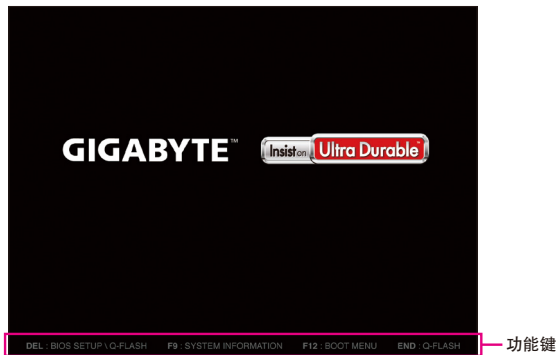 GIGABYTE™
Insist on Ultra Durable™
DEL : BIOS SETUP \ Q-FLASH F9 : SYSTEM INFORMATION F12 : BOOT MENU END : Q-FLASH
功能键